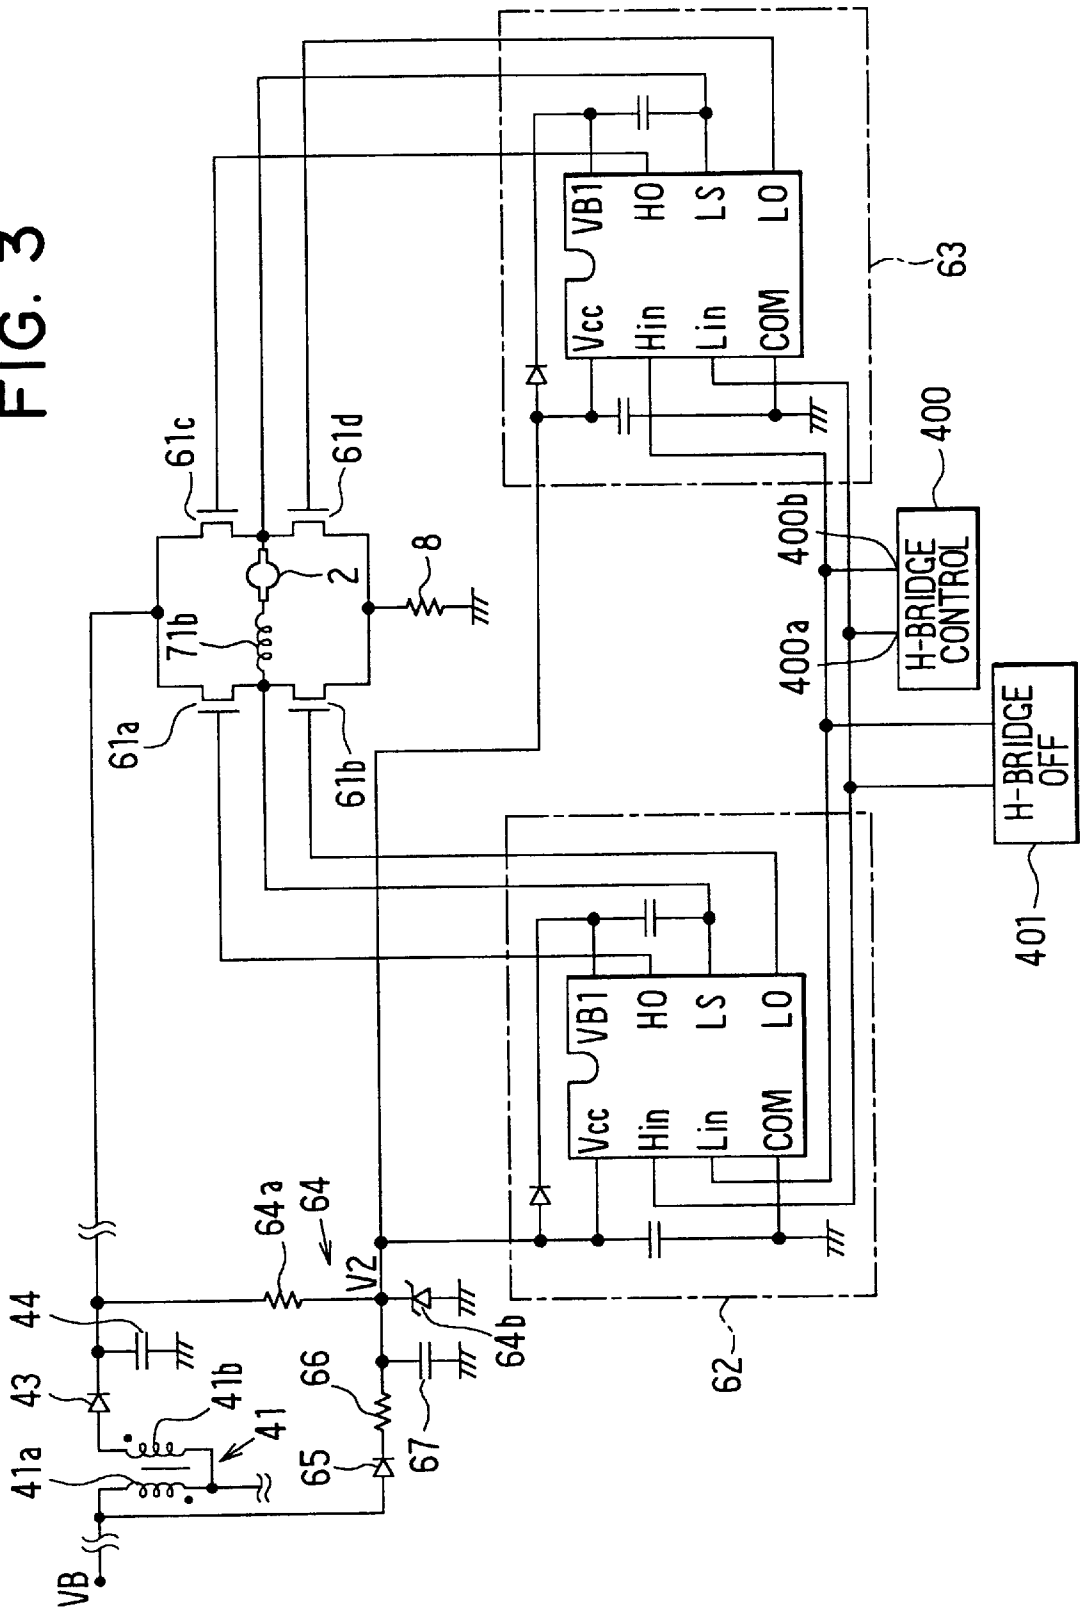 FIG. 3
VB
41a
41b
41
43
44
64a
64
V2
64b
65
66
67
61a
61b
61c
61d
71b
2
8
Vcc
Hin
Lin
COM
VB1
HO
LS
LO
62
Vcc
Hin
Lin
COM
VB1
HO
LS
LO
63
400a
400b
400
H-BRIDGE
CONTROL
H-BRIDGE
OFF
401